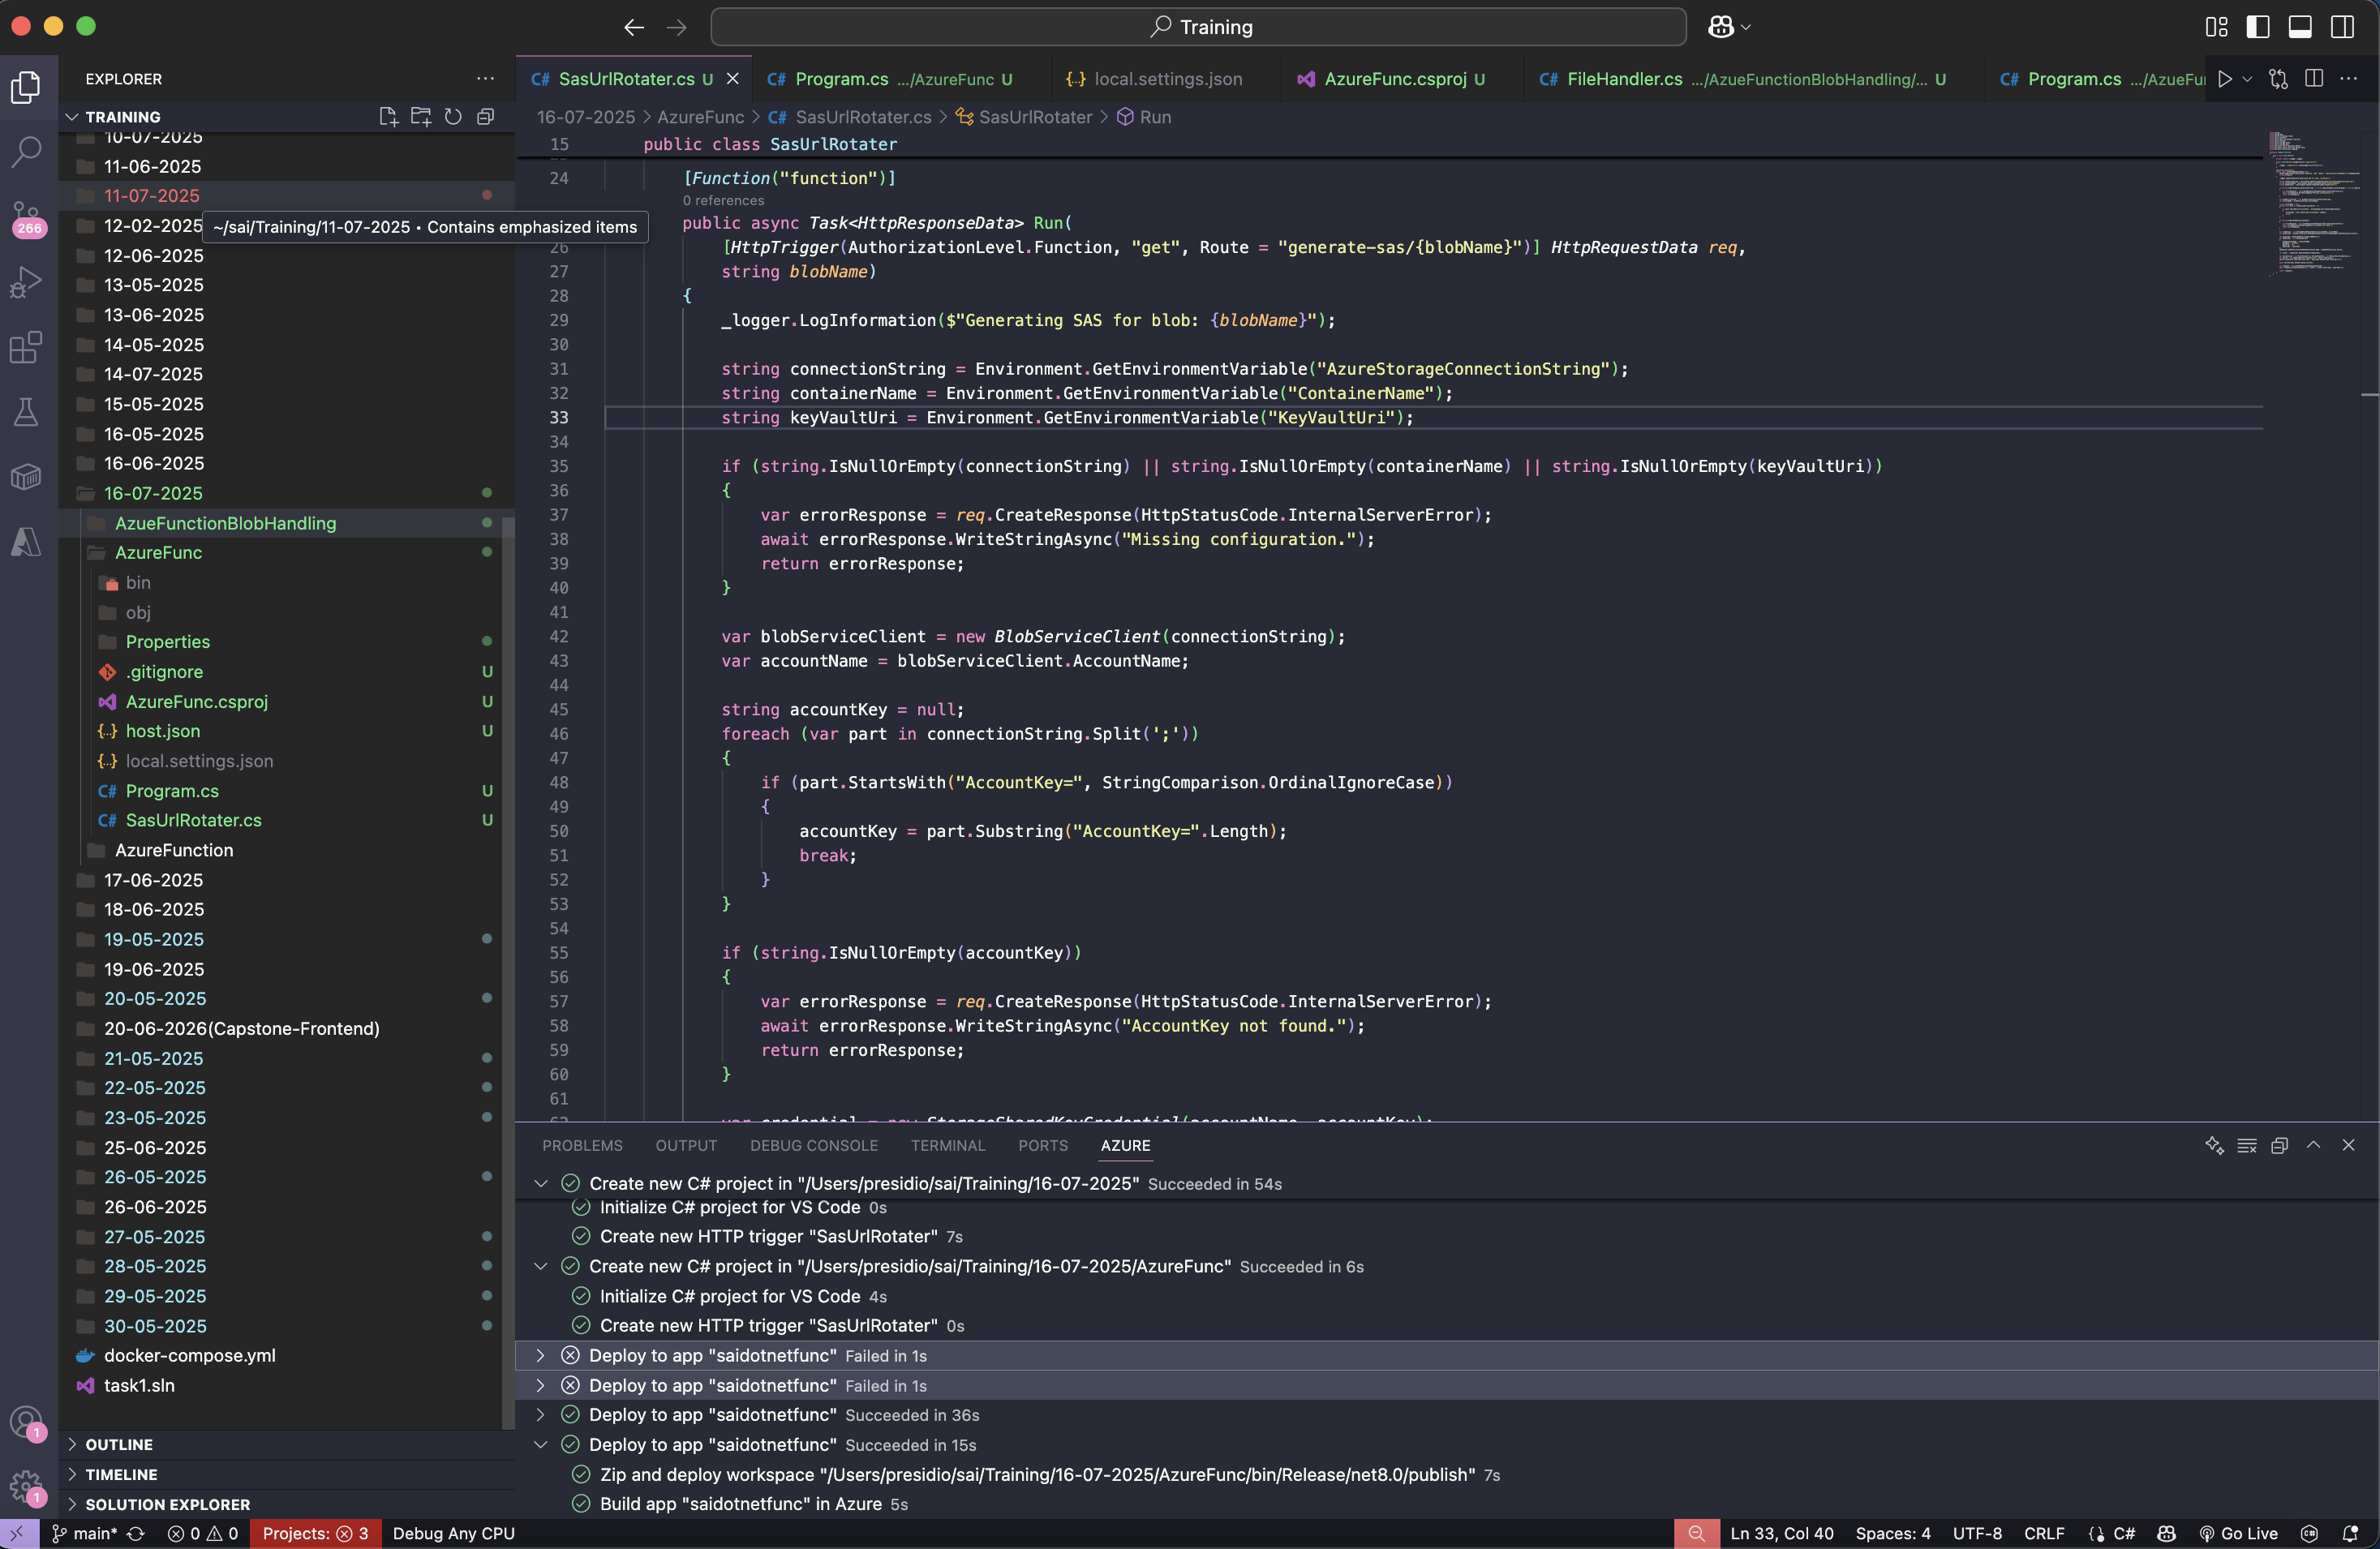 Training
EXPLORER
SasUrlRotater.cs U
Program.cs .../AzureFunc U
local.settings.json
AzureFunc.csproj U
FileHandler.cs .../AzueFunctionBlobHandling/... U
Program.cs .../AzueFu
TRAINING
16-07-2025 > AzureFunc > C# SasUrlRotater.cs > SasUrlRotater > Run
10-07-2025
11-06-2025
11-07-2025
~/sai/Training/11-07-2025 • Contains emphasized items
12-02-2025
12-06-2025
13-05-2025
13-06-2025
14-05-2025
14-07-2025
15-05-2025
16-05-2025
16-06-2025
16-07-2025
AzueFunctionBlobHandling
AzureFunc
bin
obj
Properties
.gitignore U
AzureFunc.csproj U
host.json U
local.settings.json
C# Program.cs U
C# SasUrlRotater.cs U
AzureFunction
17-06-2025
18-06-2025
19-05-2025
19-06-2025
20-05-2025
20-06-2026(Capstone-Frontend)
21-05-2025
22-05-2025
23-05-2025
25-06-2025
26-05-2025
26-06-2025
27-05-2025
28-05-2025
29-05-2025
30-05-2025
docker-compose.yml
task1.sln
OUTLINE
TIMELINE
SOLUTION EXPLORER
266
1
1
15 public class SasUrlRotater
24 [Function("function")]
0 references
public async Task<HttpResponseData> Run(
26 [HttpTrigger(AuthorizationLevel.Function, "get", Route = "generate-sas/{blobName}")] HttpRequestData req,
27 string blobName)
28 {
29 _logger.LogInformation($"Generating SAS for blob: {blobName}");
30
31 string connectionString = Environment.GetEnvironmentVariable("AzureStorageConnectionString");
32 string containerName = Environment.GetEnvironmentVariable("ContainerName");
33 string keyVaultUri = Environment.GetEnvironmentVariable("KeyVaultUri");
34
35 if (string.IsNullOrEmpty(connectionString) || string.IsNullOrEmpty(containerName) || string.IsNullOrEmpty(keyVaultUri))
36 {
37 var errorResponse = req.CreateResponse(HttpStatusCode.InternalServerError);
38 await errorResponse.WriteStringAsync("Missing configuration.");
39 return errorResponse;
40 }
41
42 var blobServiceClient = new BlobServiceClient(connectionString);
43 var accountName = blobServiceClient.AccountName;
44
45 string accountKey = null;
46 foreach (var part in connectionString.Split(';'))
47 {
48 if (part.StartsWith("AccountKey=", StringComparison.OrdinalIgnoreCase))
49 {
50 accountKey = part.Substring("AccountKey=".Length);
51 break;
52 }
53 }
54
55 if (string.IsNullOrEmpty(accountKey))
56 {
57 var errorResponse = req.CreateResponse(HttpStatusCode.InternalServerError);
58 await errorResponse.WriteStringAsync("AccountKey not found.");
59 return errorResponse;
60 }
61
62 var credential = new StorageSharedKeyCredential(accountName, accountKey);
PROBLEMS OUTPUT DEBUG CONSOLE TERMINAL PORTS AZURE
Create new C# project in "/Users/presidio/sai/Training/16-07-2025" Succeeded in 54s
Initialize C# project for VS Code 0s
Create new HTTP trigger "SasUrlRotater" 7s
Create new C# project in "/Users/presidio/sai/Training/16-07-2025/AzureFunc" Succeeded in 6s
Initialize C# project for VS Code 4s
Create new HTTP trigger "SasUrlRotater" 0s
Deploy to app "saidotnetfunc" Failed in 1s
Deploy to app "saidotnetfunc" Failed in 1s
Deploy to app "saidotnetfunc" Succeeded in 36s
Deploy to app "saidotnetfunc" Succeeded in 15s
Zip and deploy workspace "/Users/presidio/sai/Training/16-07-2025/AzureFunc/bin/Release/net8.0/publish" 7s
Build app "saidotnetfunc" in Azure 5s
main* 0 0 Projects: 3 Debug Any CPU Ln 33, Col 40 Spaces: 4 UTF-8 CRLF C# Go Live